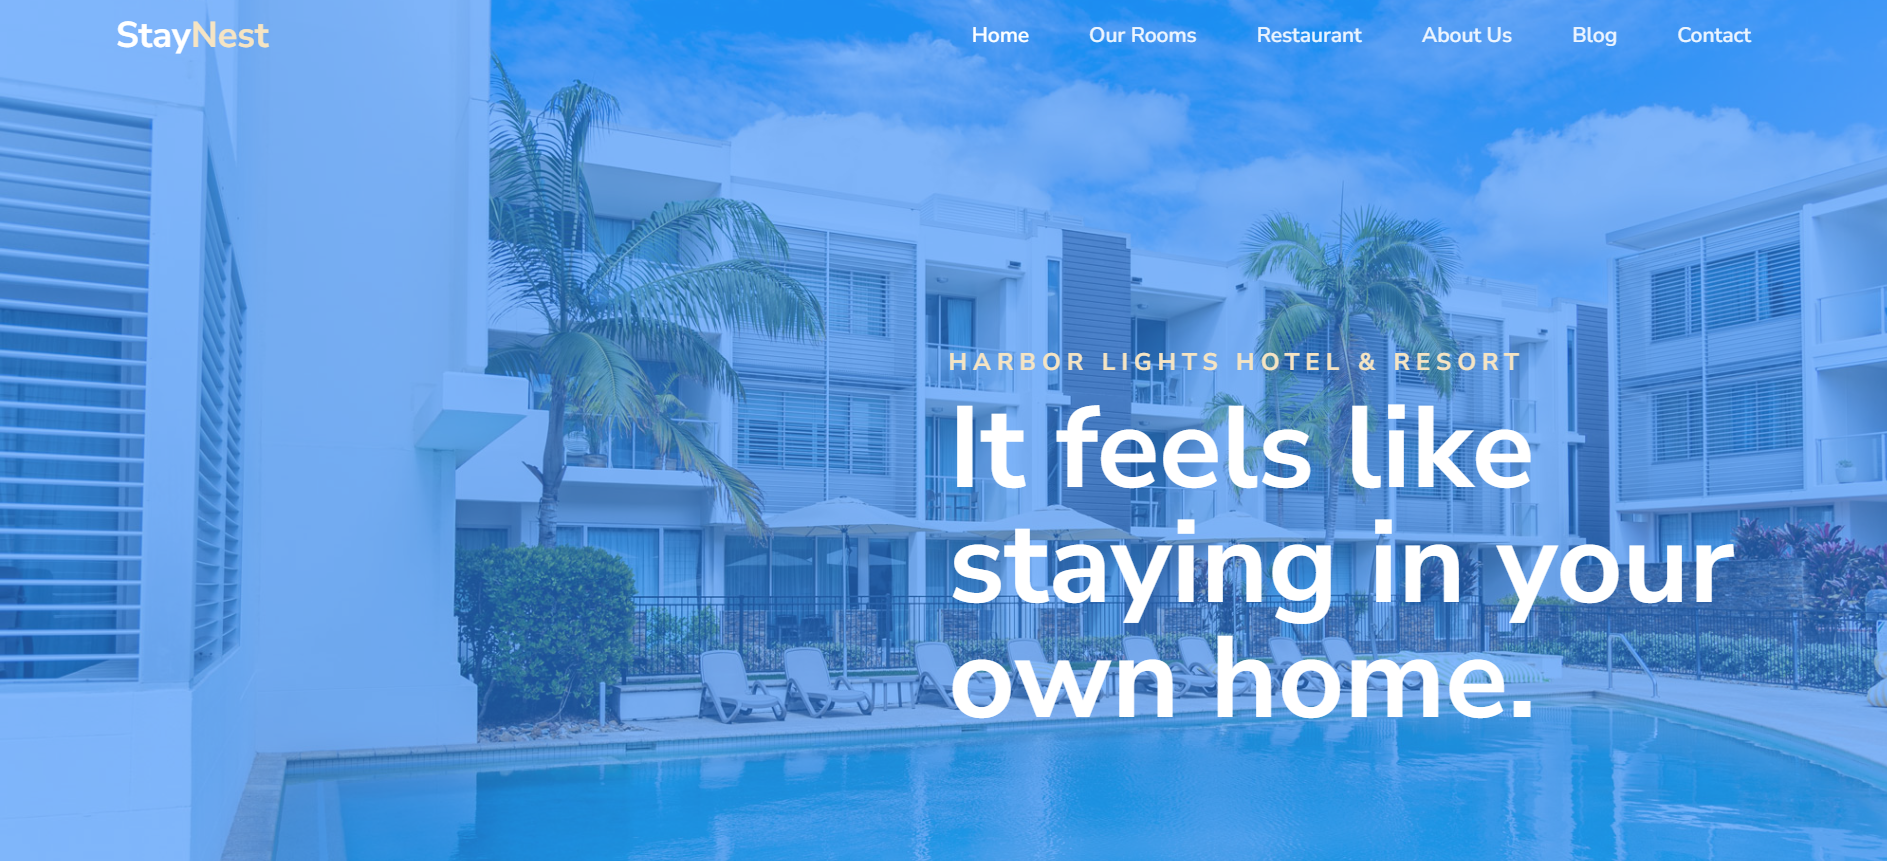 StayNest
Home Our Rooms Restaurant About Us Blog Contact
HARBOR LIGHTS HOTEL & RESORT
It feels like
staying in your
own home.